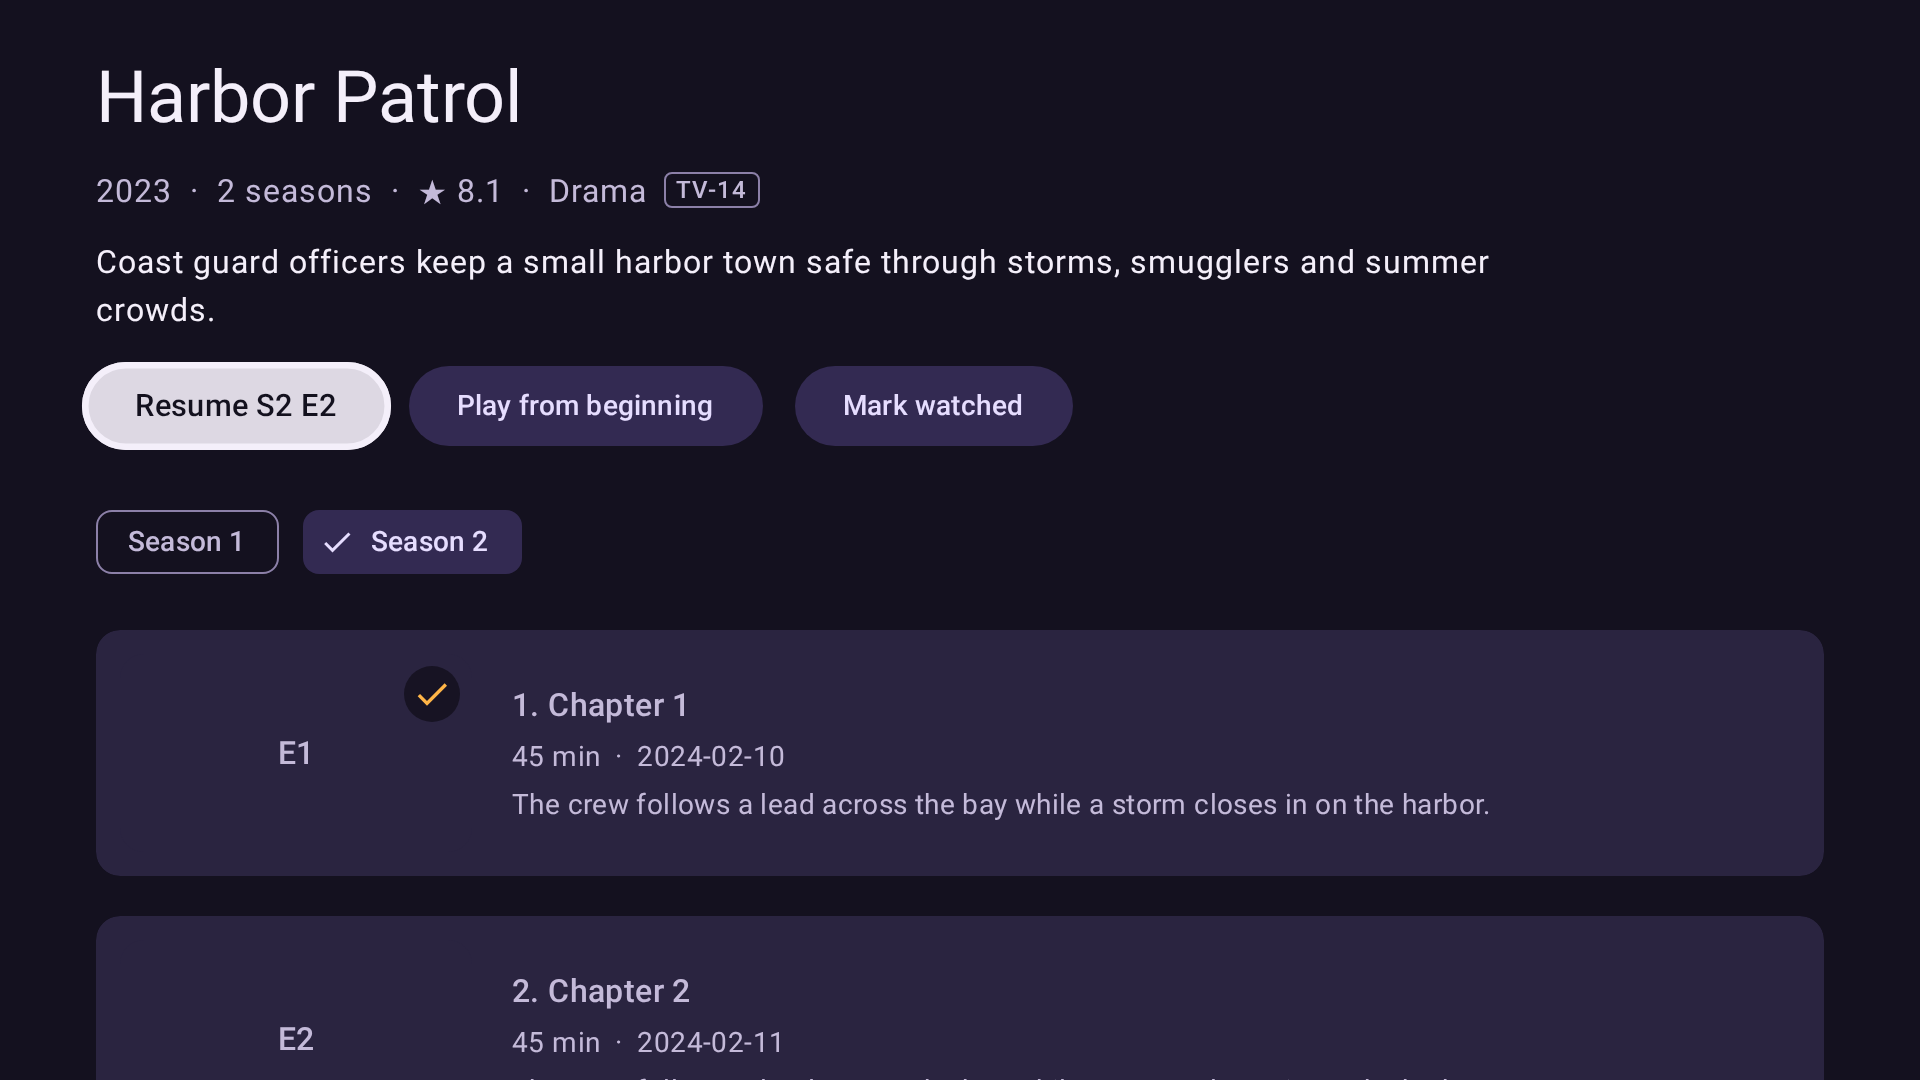 Harbor Patrol
2023 · 2 seasons · ★ 8.1 · Drama TV-14
Coast guard officers keep a small harbor town safe through storms, smugglers and summer
crowds.
Resume S2 E2 Play from beginning Mark watched
Season 1 Season 2
1. Chapter 1
E1
45 min · 2024-02-10
The crew follows a lead across the bay while a storm closes in on the harbor.
2. Chapter 2
E2
45 min · 2024-02-11